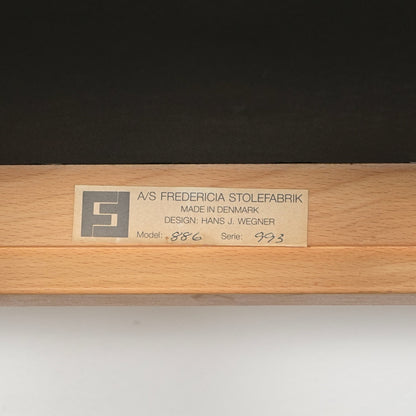 A/S FREDERICIA STOLEFABRIK
MADE IN DENMARK
DESIGN: HANS J. WEGNER
Model: 886 Serie: 993